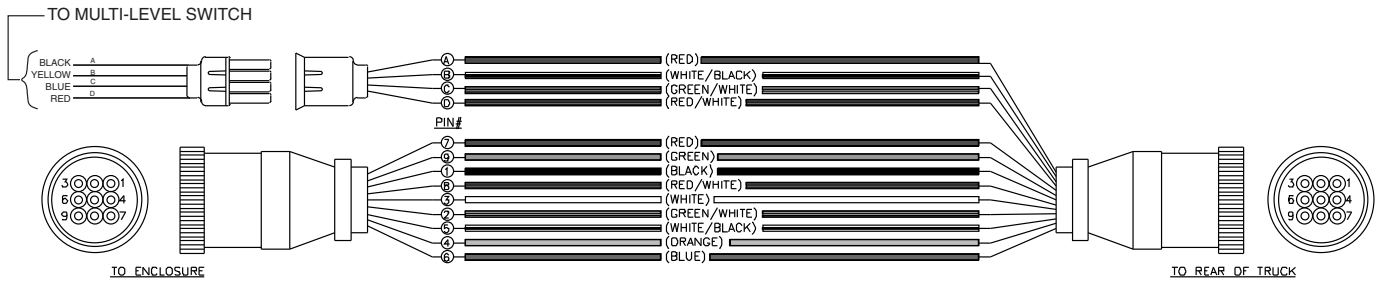 TO MULTI-LEVEL SWITCH
BLACK A
YELLOW B
BLUE C
RED D
A (RED)
B (WHITE/BLACK)
C (GREEN/WHITE)
D (RED/WHITE)
PIN#
7 (RED)
9 (GREEN)
1 (BLACK)
8 (RED/WHITE)
3 (WHITE)
2 (GREEN/WHITE)
5 (WHITE/BLACK)
4 (ORANGE)
6 (BLUE)
3 1
6 4
9 7
TO ENCLOSURE
3 1
6 4
9 7
TO REAR OF TRUCK